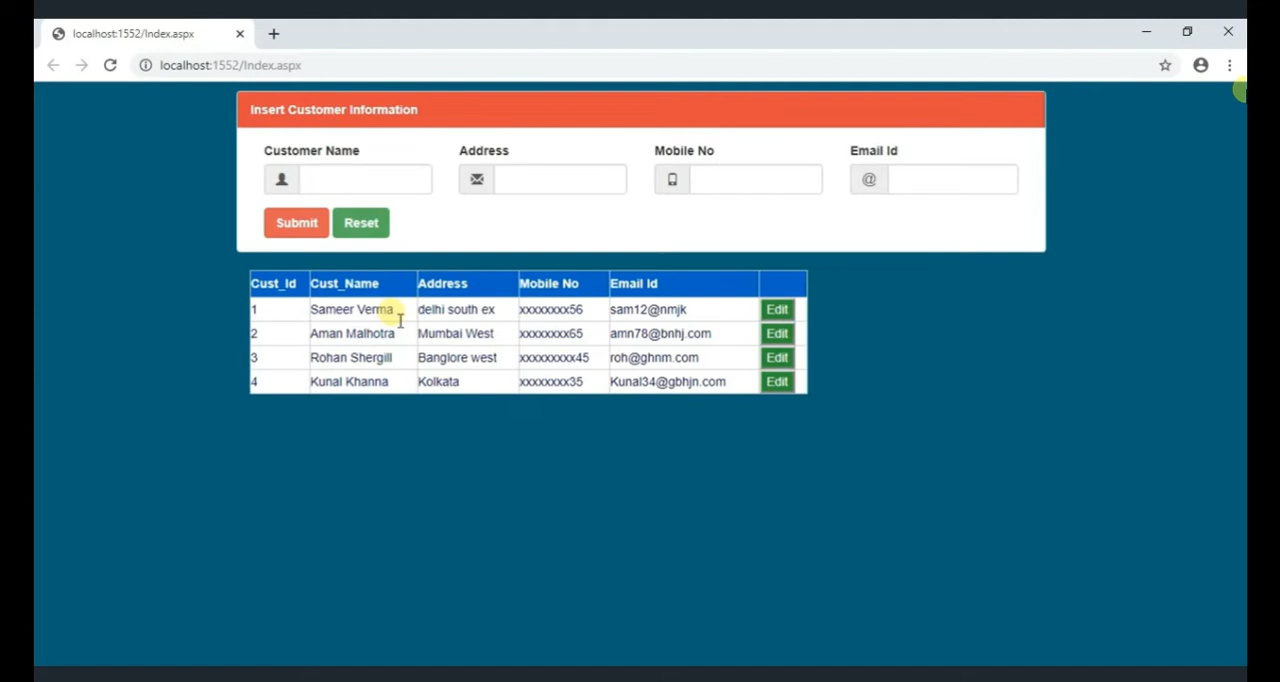 localhost:1552/Index.aspx
localhost:1552/Index.aspx
Insert Customer Information
Customer Name Address Mobile No Email Id
@
Submit Reset
Cust_Id Cust_Name Address Mobile No Email Id
1 Sameer Verma delhi south ex xxxxxxxx56 sam12@nmjk Edit
2 Aman Malhotra Mumbai West xxxxxxxx65 amn78@bnhj.com Edit
3 Rohan Shergill Banglore west xxxxxxxxx45 roh@ghnm.com Edit
4 Kunal Khanna Kolkata xxxxxxxx35 Kunal34@gbhjn.com Edit